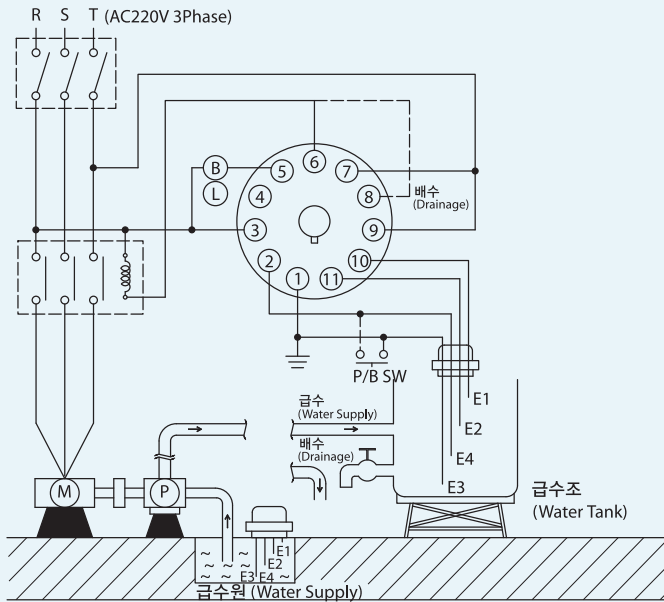 R S T (AC220V 3Phase)
6
5 7
B
L
4 8
배수
(Drainage)
3 9
2 10
1 11
P/B SW
E1
E2
E4
E3
급수
(Water Supply)
배수
(Drainage)
M
P
급수조
(Water Tank)
E1
E2
E3 E4
급수원 (Water Supply)